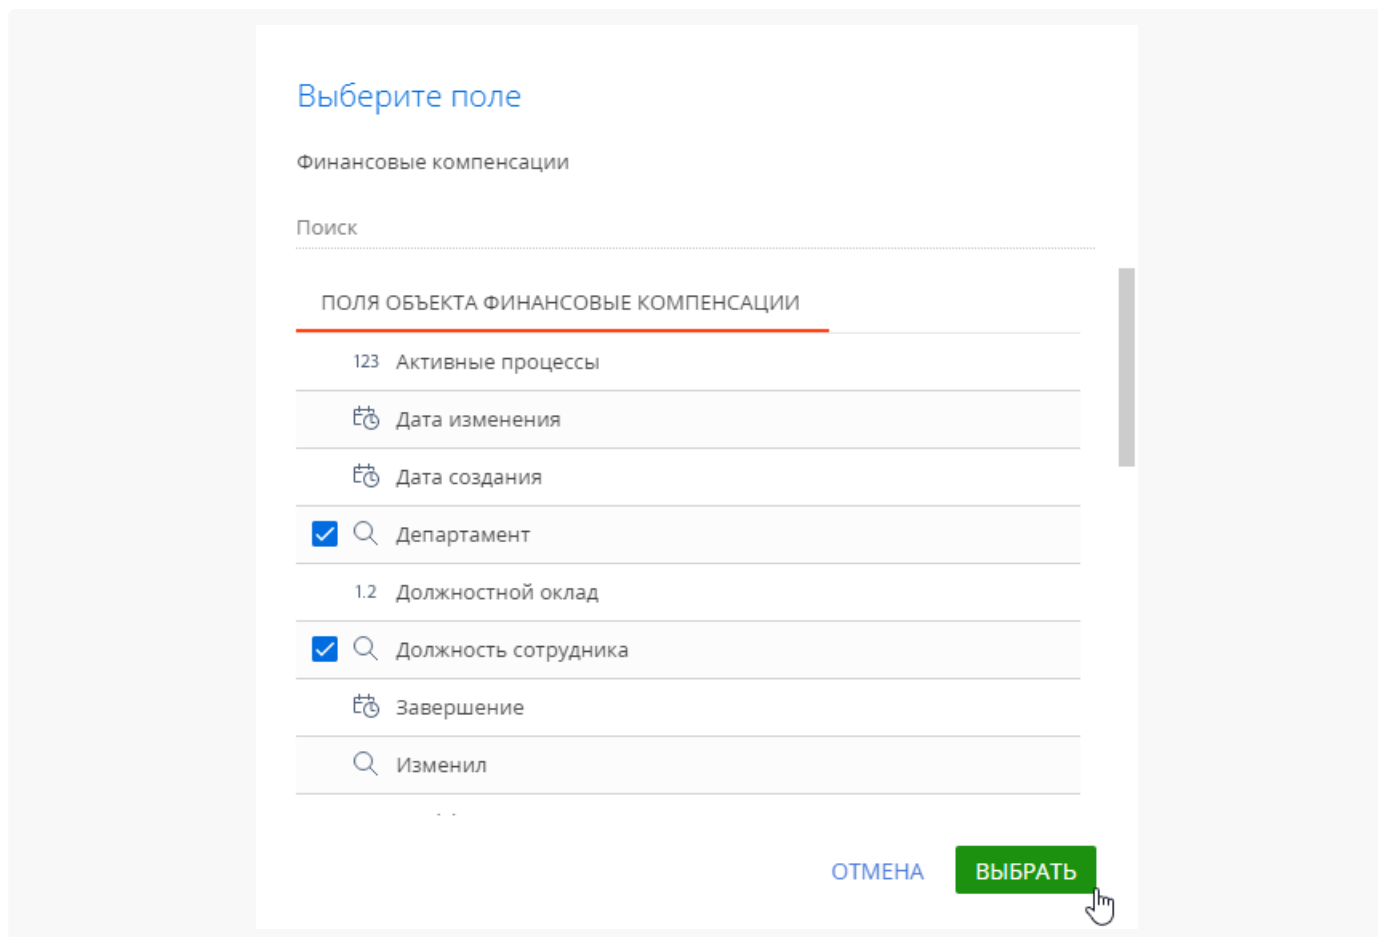 Выберите поле
Финансовые компенсации
Поиск
ПОЛЯ ОБЪЕКТА ФИНАНСОВЫЕ КОМПЕНСАЦИИ
123 Активные процессы
Дата изменения
Дата создания
Департамент
1.2 Должностной оклад
Должность сотрудника
Завершение
Изменил
ОТМЕНА ВЫБРАТЬ